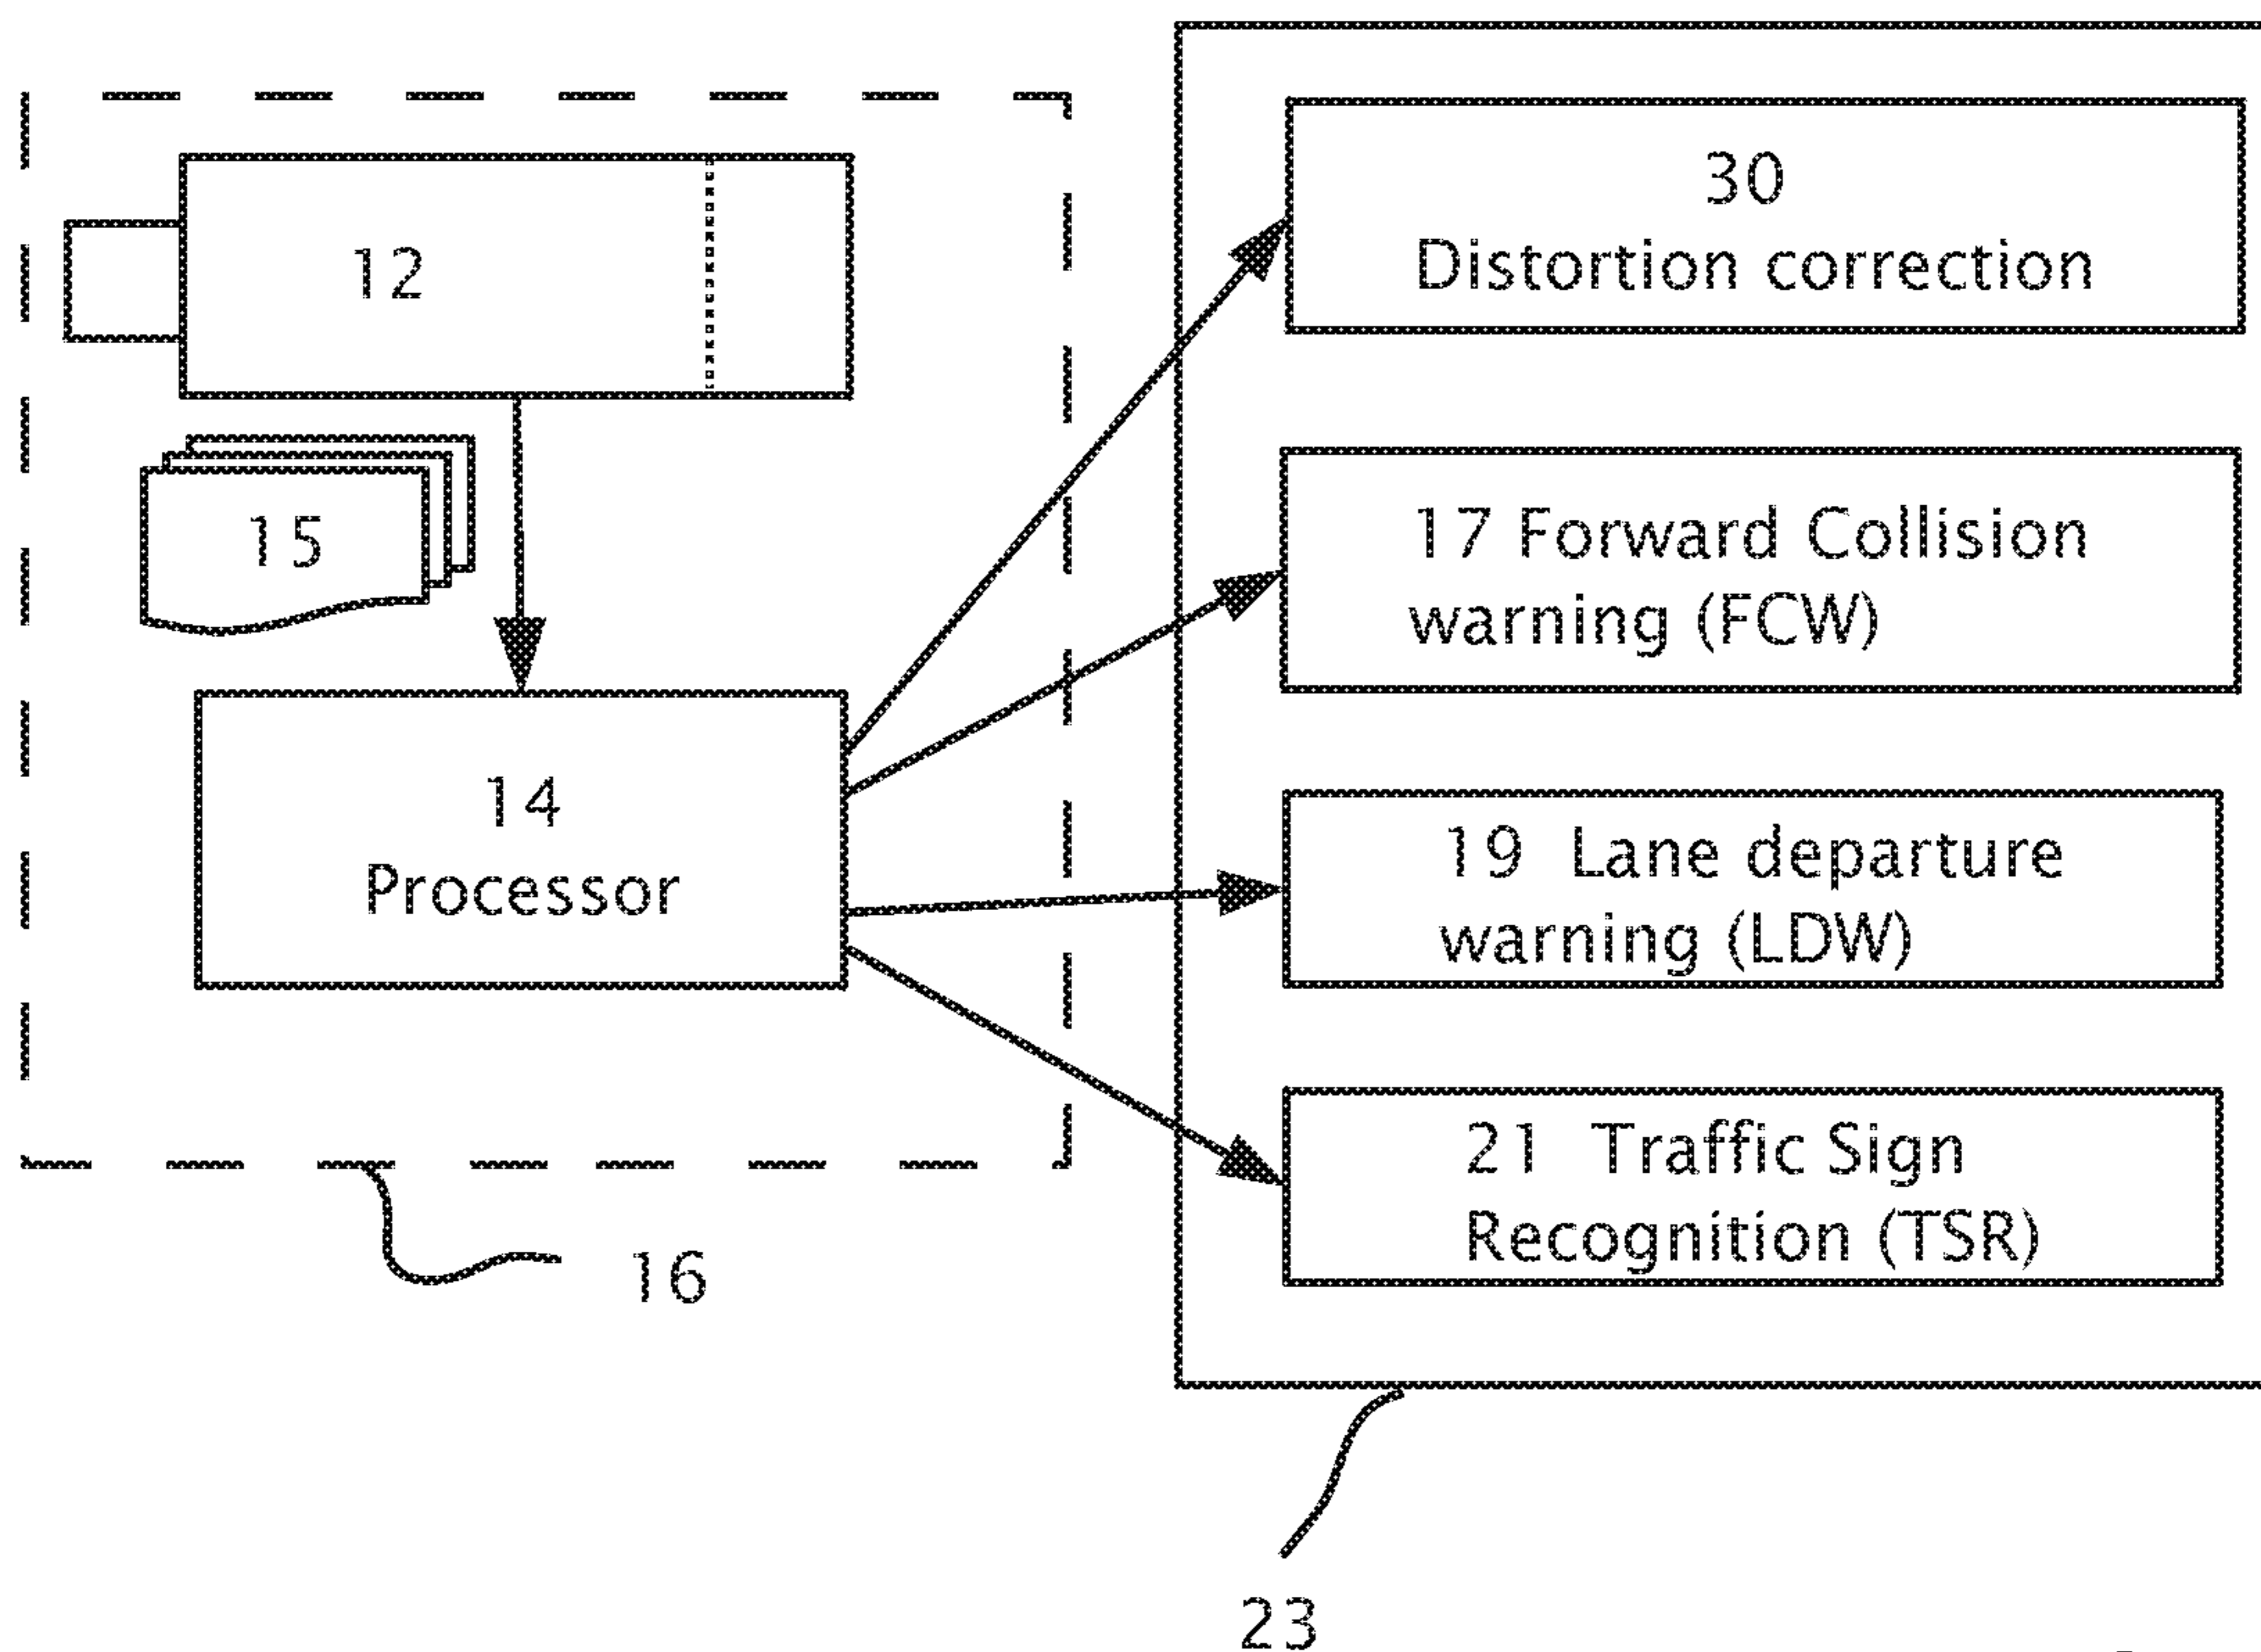 12
15
14
Processor
16
30
Distortion correction
17 Forward Collision
warning (FCW)
19 Lane departure
warning (LDW)
21 Traffic Sign
Recognition (TSR)
23